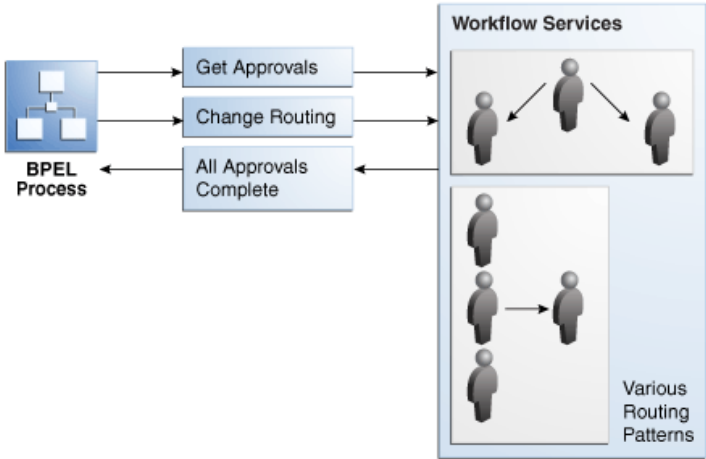 Workflow Services
Get Approvals
Change Routing
All Approvals
Complete
BPEL
Process
Various
Routing
Patterns